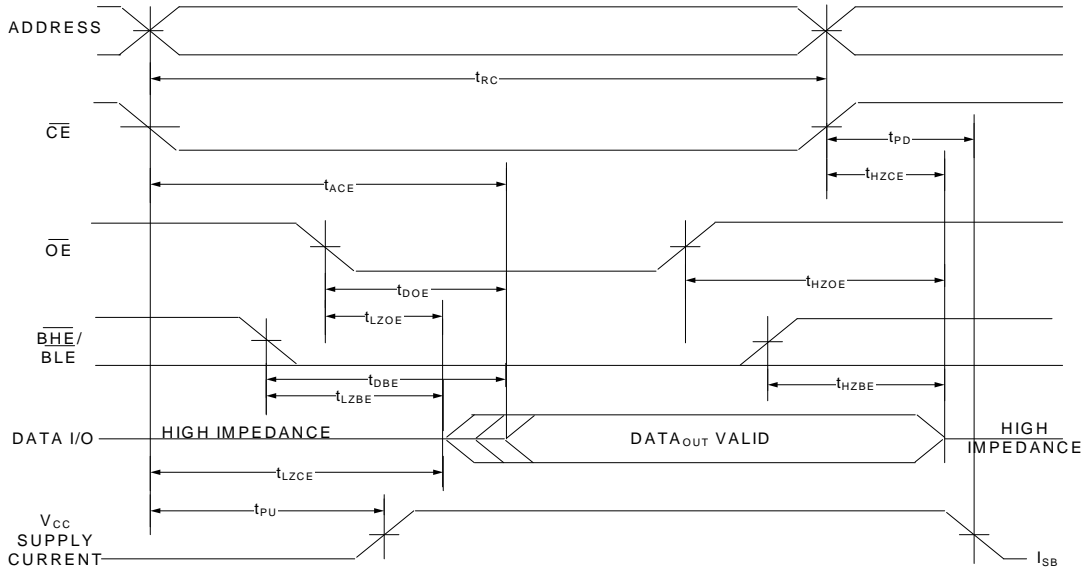 ADDRESS
tRC
CE
tPD
tHZCE
tACE
OE
tHZOE
tDOE
tLZOE
BHE/
BLE
tDBE
tHZBE
tLZBE
DATA I/O
HIGH IMPEDANCE
DATAOUT VALID
HIGH
IMPEDANCE
tLZCE
tPU
VCC
SUPPLY
CURRENT
ISB